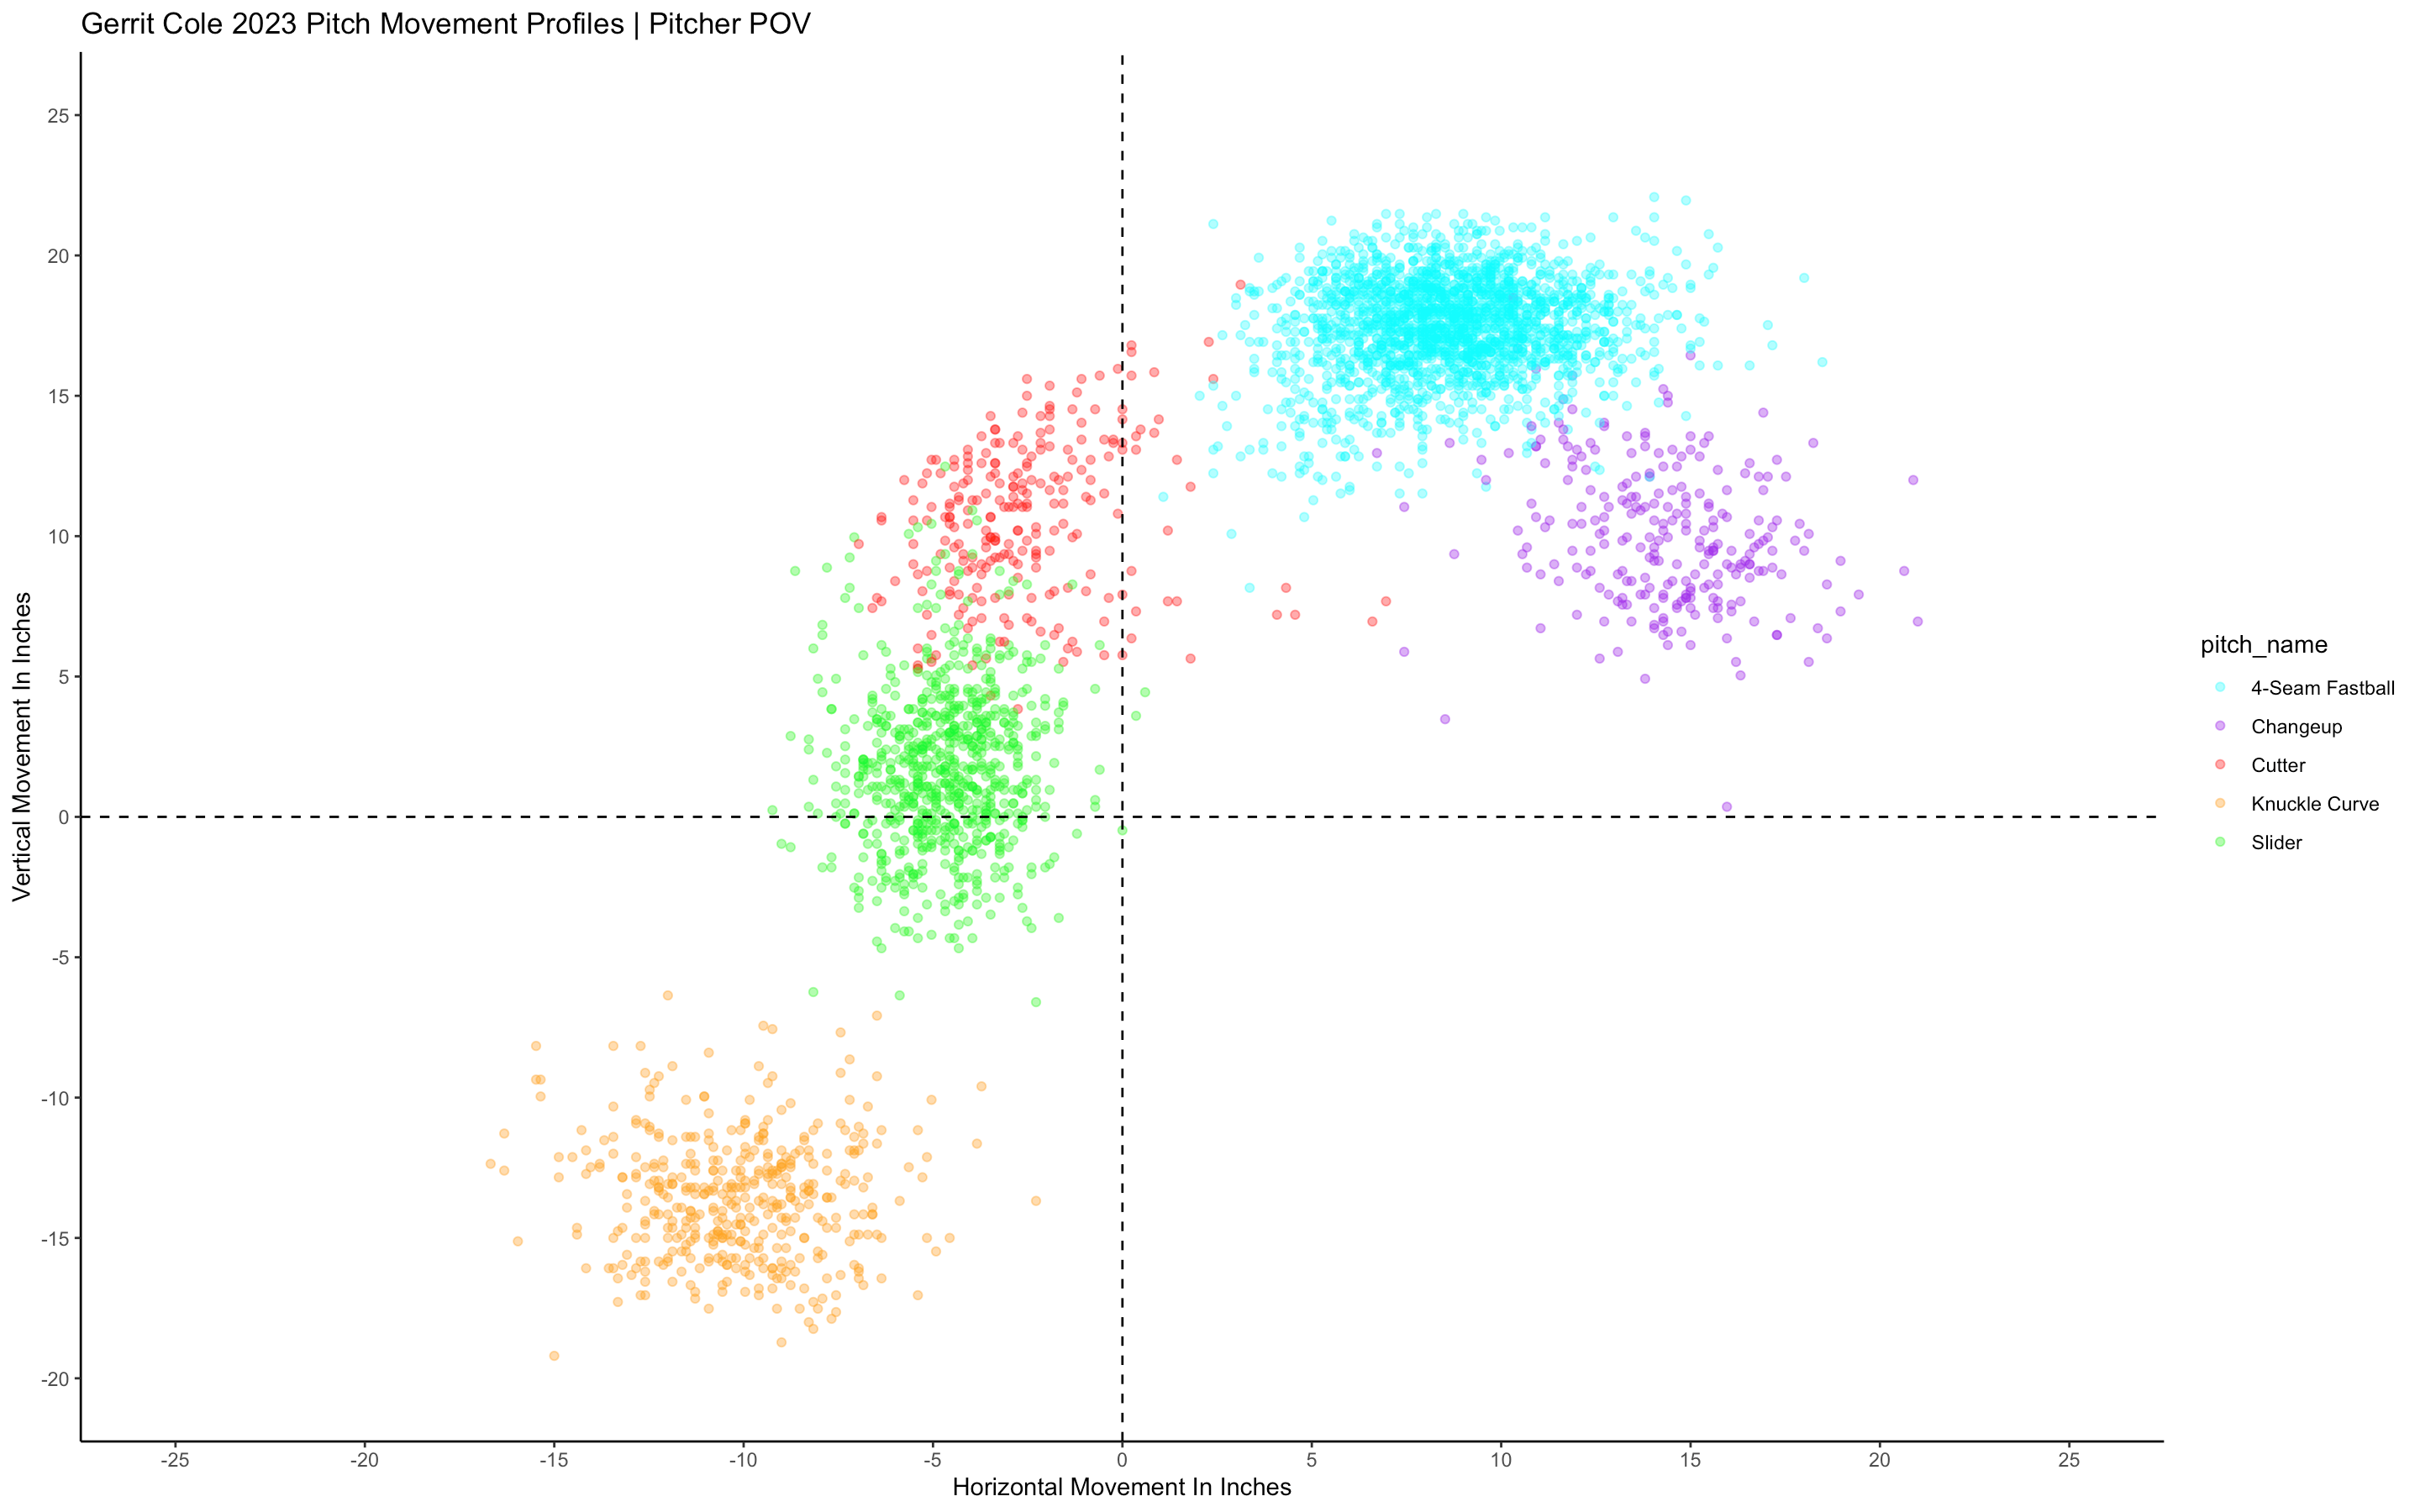 Gerrit Cole 2023 Pitch Movement Profiles | Pitcher POV
Vertical Movement In Inches
25
20
15
10
5
0
-5
-10
-15
-20
-25
-20
-15
-10
-5
0
5
10
15
20
25
Horizontal Movement In Inches
pitch_name
4-Seam Fastball
Changeup
Cutter
Knuckle Curve
Slider